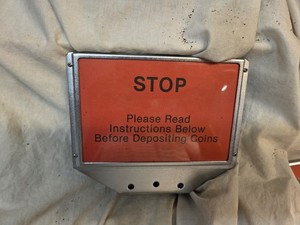 STOP
Please Read
Instructions Below
Before Depositing Coins